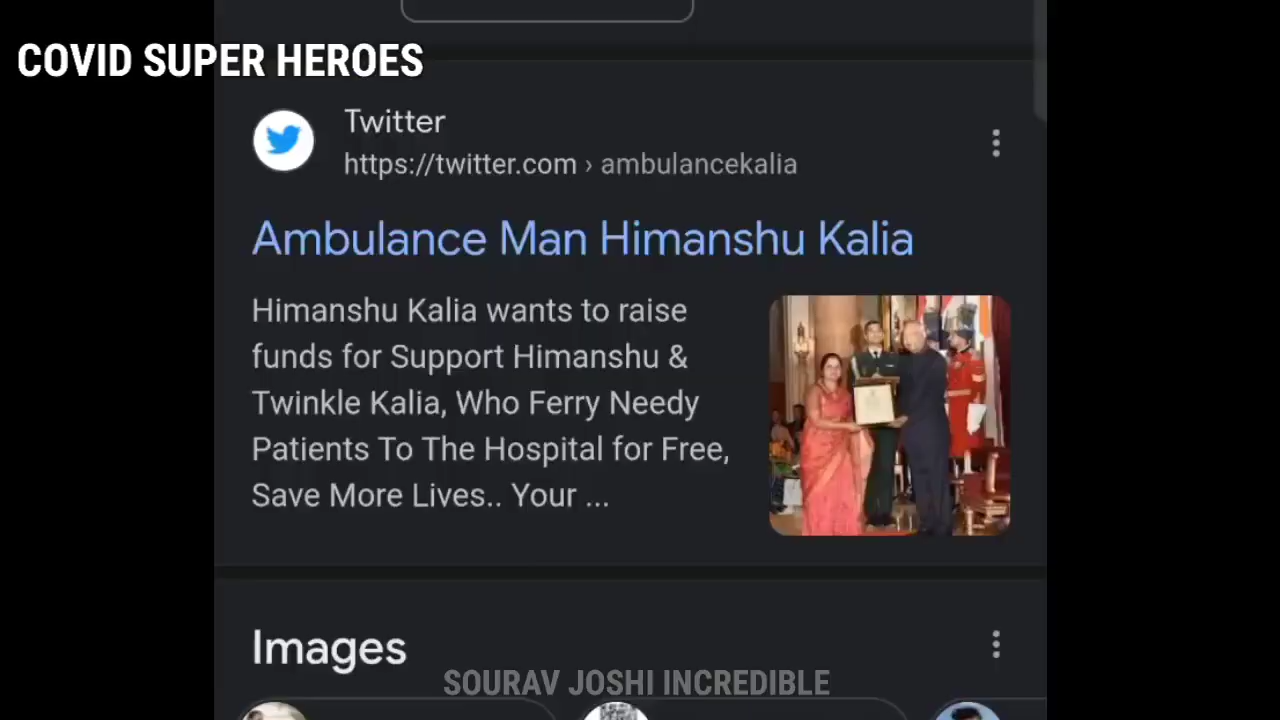 COVID SUPER HEROES
Twitter
https://twitter.com › ambulancekalia
Ambulance Man Himanshu Kalia
Himanshu Kalia wants to raise
funds for Support Himanshu &
Twinkle Kalia, Who Ferry Needy
Patients To The Hospital for Free,
Save More Lives.. Your ...
Images
SOURAV JOSHI INCREDIBLE